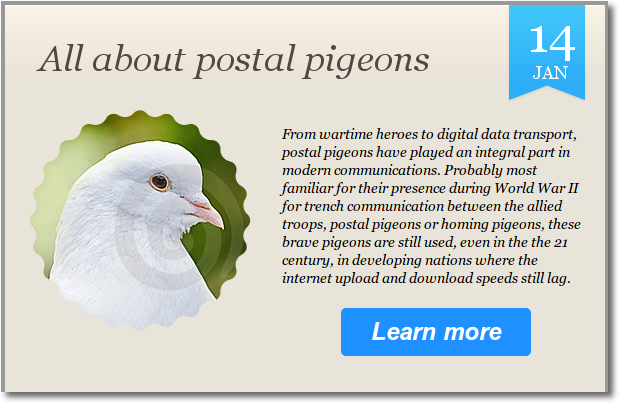 All about postal pigeons
14
JAN
From wartime heroes to digital data transport,
postal pigeons have played an integral part in
modern communications. Probably most
familiar for their presence during World War II
for trench communication between the allied
troops, postal pigeons or homing pigeons, these
brave pigeons are still used, even in the the 21
century, in developing nations where the
internet upload and download speeds still lag.
Learn more